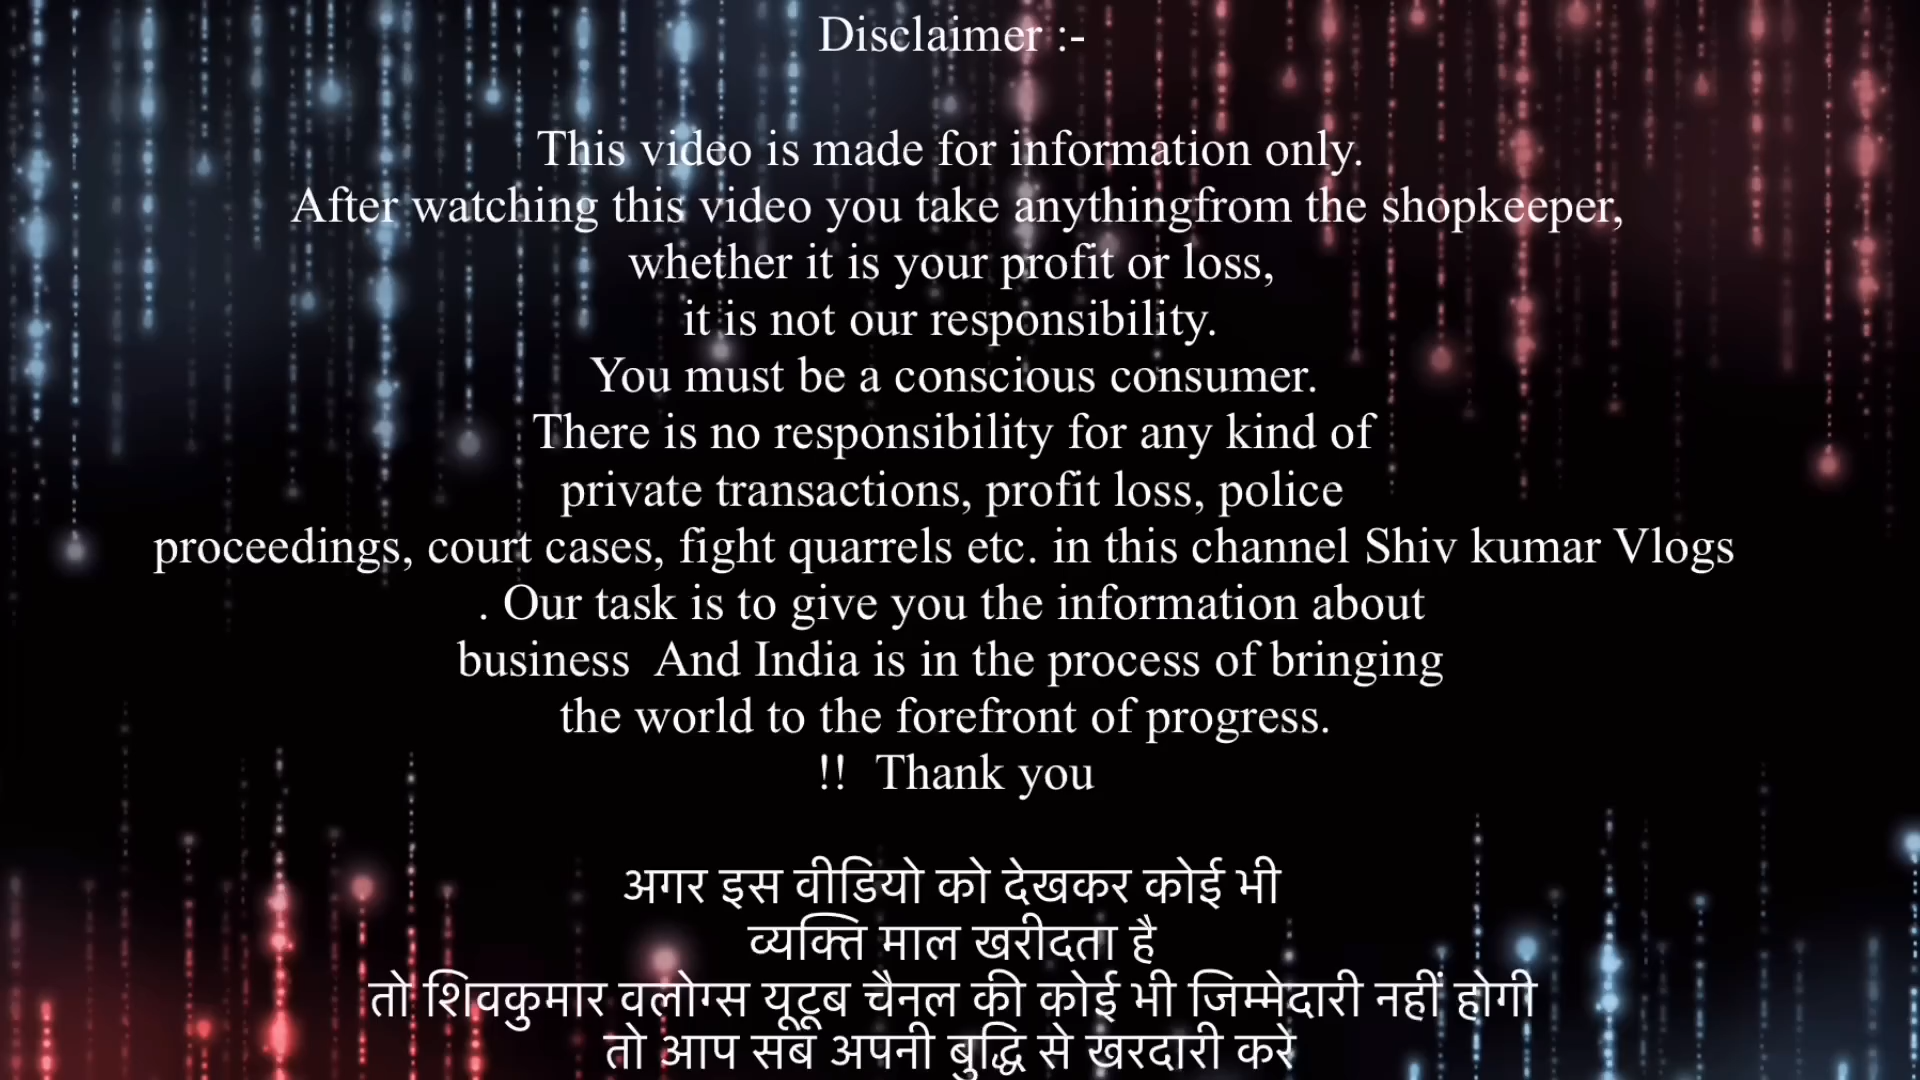 Disclaimer :-
This video is made for information only.
After watching this video you take anythingfrom the shopkeeper,
whether it is your profit or loss,
it is not our responsibility.
You must be a conscious consumer.
There is no responsibility for any kind of
private transactions, profit loss, police
proceedings, court cases, fight quarrels etc. in this channel Shiv kumar Vlogs
. Our task is to give you the information about
business  And India is in the process of bringing
the world to the forefront of progress.
!!  Thank you
अगर इस वीडियो को देखकर कोई भी
व्यक्ति माल खरीदता है
तो शिवकुमार वलोग्स यूटूब चैनल की कोई भी जिम्मेदारी नहीं होगी
तो आप सब अपनी बुद्धि से खरदारी करे